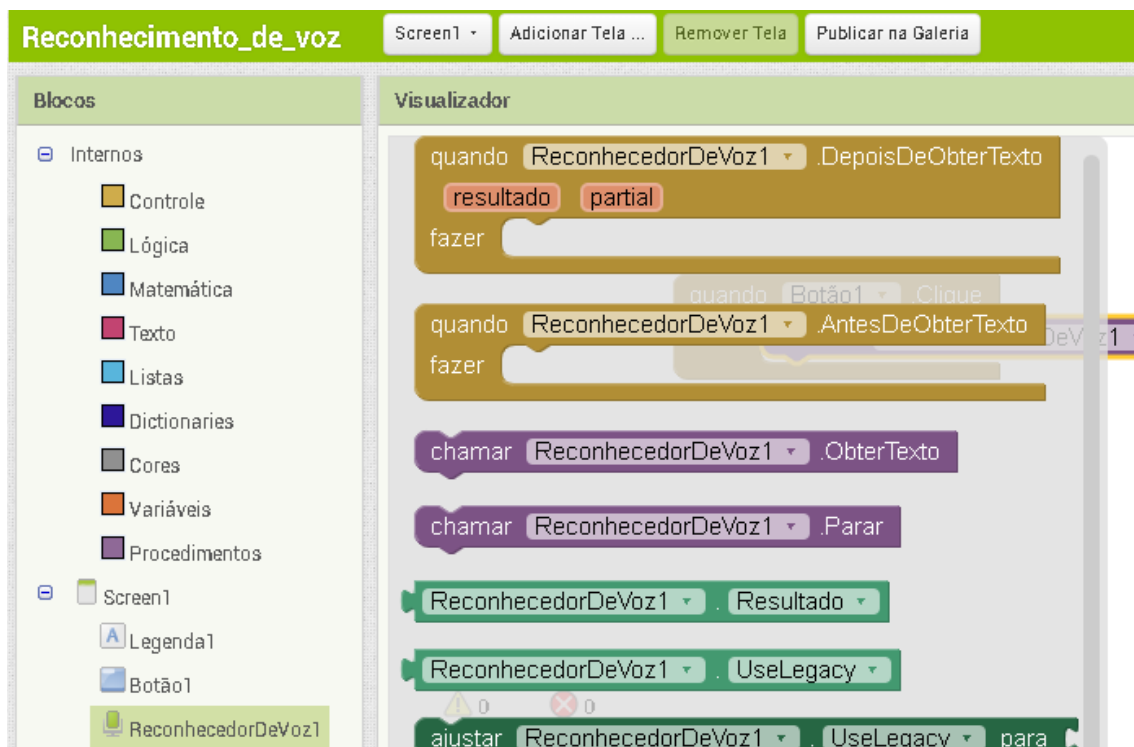 Reconhecimento_de_voz
Screen1
Adicionar Tela ...
Remover Tela
Publicar na Galeria
Blocos
Internos
Controle
Lógica
Matemática
Texto
Listas
Dictionaries
Cores
Variáveis
Procedimentos
Screen1
A Legenda1
Botão1
ReconhecedorDeVoz1
Visualizador
quando ReconhecedorDeVoz1 .DepoisDeObterTexto
resultado partial
fazer
quando Botão1 .Clique
quando ReconhecedorDeVoz1 .AntesDeObterTexto
DeVoz1
fazer
chamar ReconhecedorDeVoz1 .ObterTexto
chamar ReconhecedorDeVoz1 .Parar
ReconhecedorDeVoz1 . Resultado
ReconhecedorDeVoz1 . UseLegacy
0 0
ajustar ReconhecedorDeVoz1 . UseLegacy para